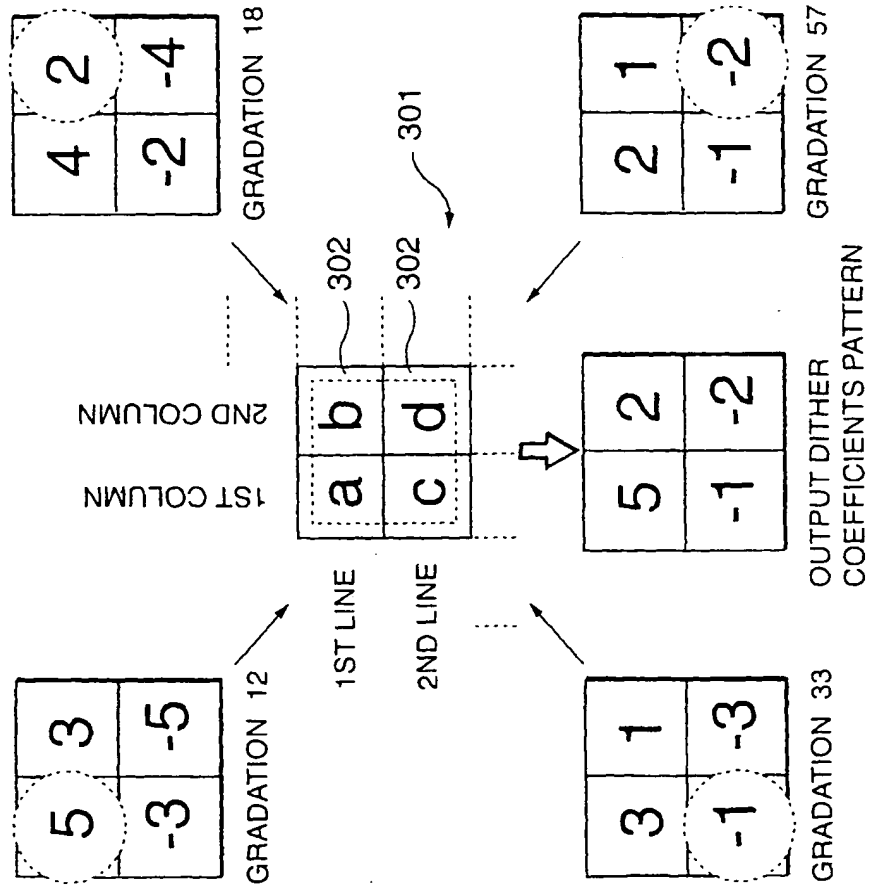 5 3
-3 -5
GRADATION 12
4 2
-2 -4
GRADATION 18
1ST COLUMN
2ND COLUMN
1ST LINE
2ND LINE
a b
c d
302
302
301
3 1
-1 -3
GRADATION 33
5 2
-1 -2
OUTPUT DITHER
COEFFICIENTS PATTERN
2 1
-1 -2
GRADATION 57